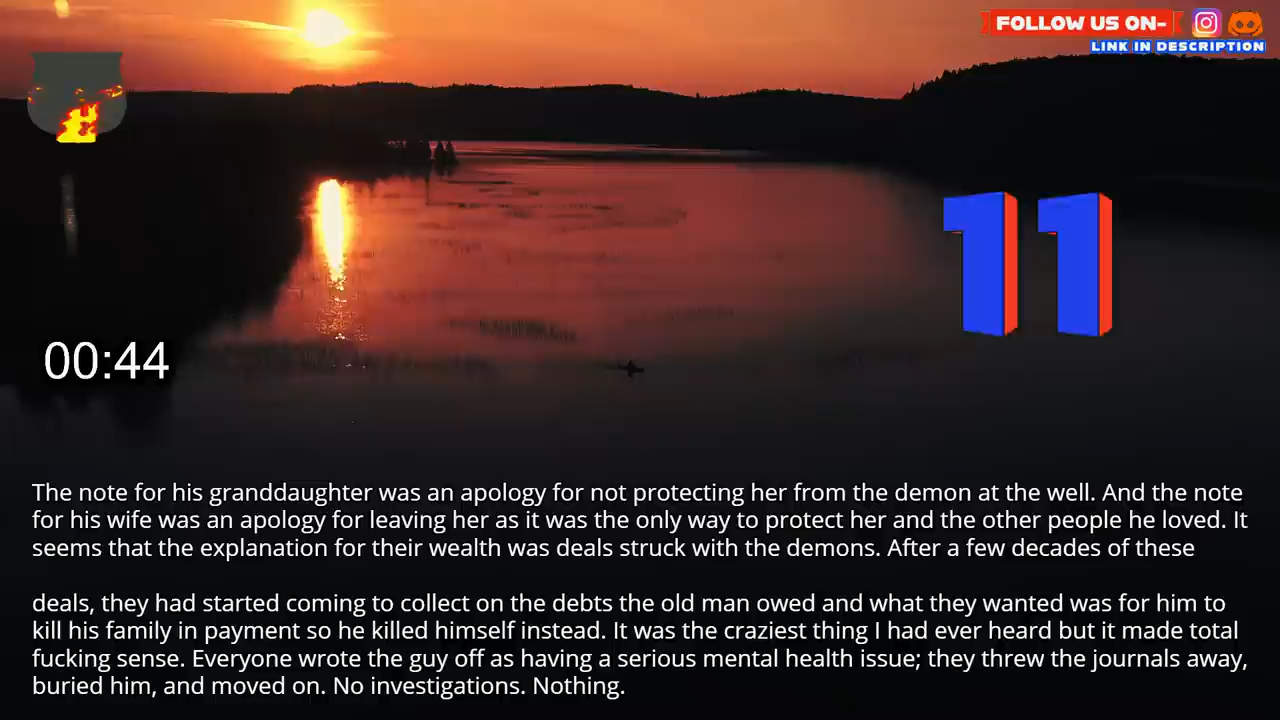 FOLLOW US ON-
LINK IN DESCRIPTION
11
00:44
The note for his granddaughter was an apology for not protecting her from the demon at the well. And the note
for his wife was an apology for leaving her as it was the only way to protect her and the other people he loved. It
seems that the explanation for their wealth was deals struck with the demons. After a few decades of these
deals, they had started coming to collect on the debts the old man owed and what they wanted was for him to
kill his family in payment so he killed himself instead. It was the craziest thing I had ever heard but it made total
fucking sense. Everyone wrote the guy off as having a serious mental health issue; they threw the journals away,
buried him, and moved on. No investigations. Nothing.